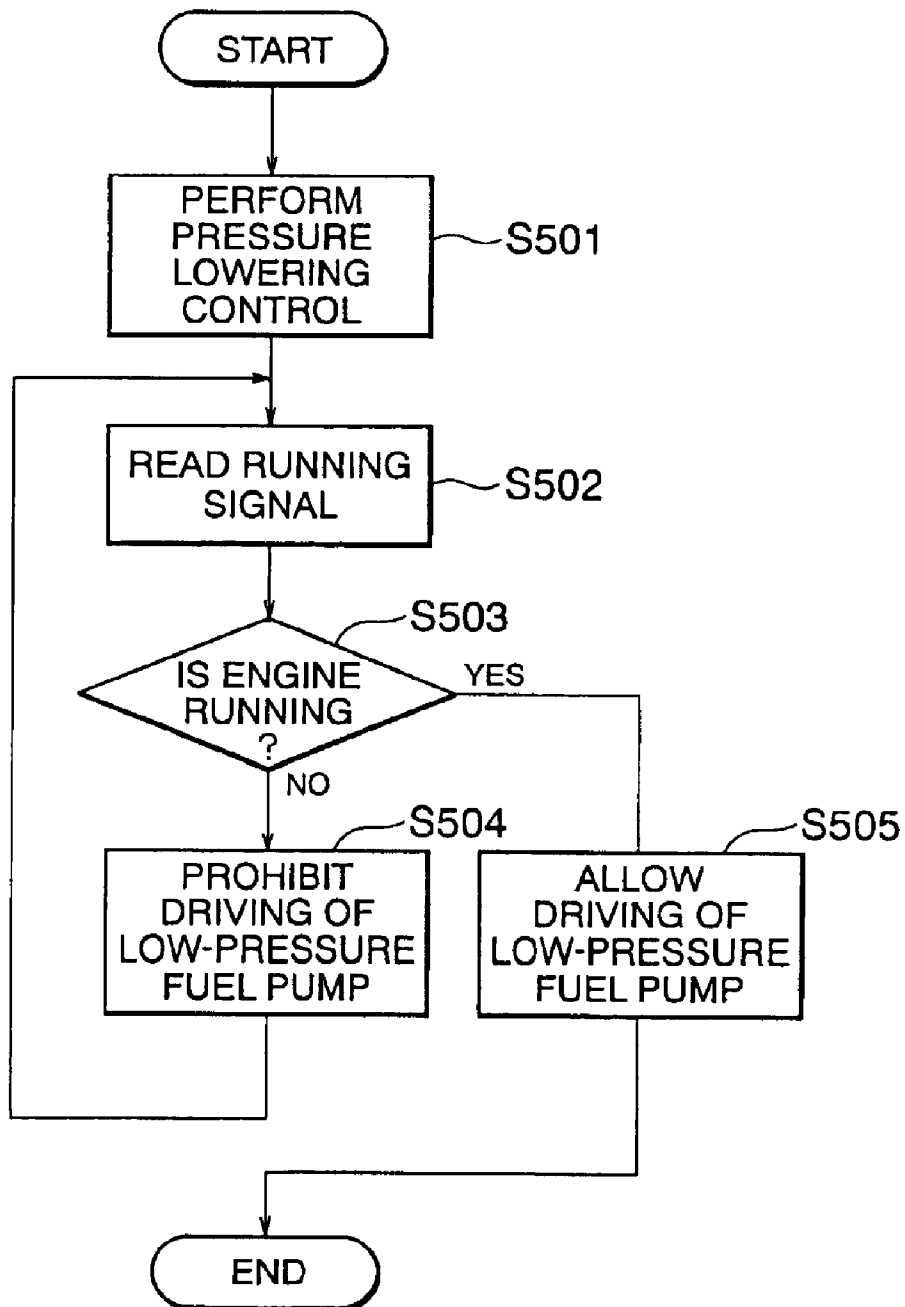 START
PERFORM
PRESSURE
LOWERING
CONTROL
S501
READ RUNNING
SIGNAL
S502
S503
IS ENGINE
RUNNING
?
YES
NO
S504
PROHIBIT
DRIVING OF
LOW-PRESSURE
FUEL PUMP
S505
ALLOW
DRIVING OF
LOW-PRESSURE
FUEL PUMP
END